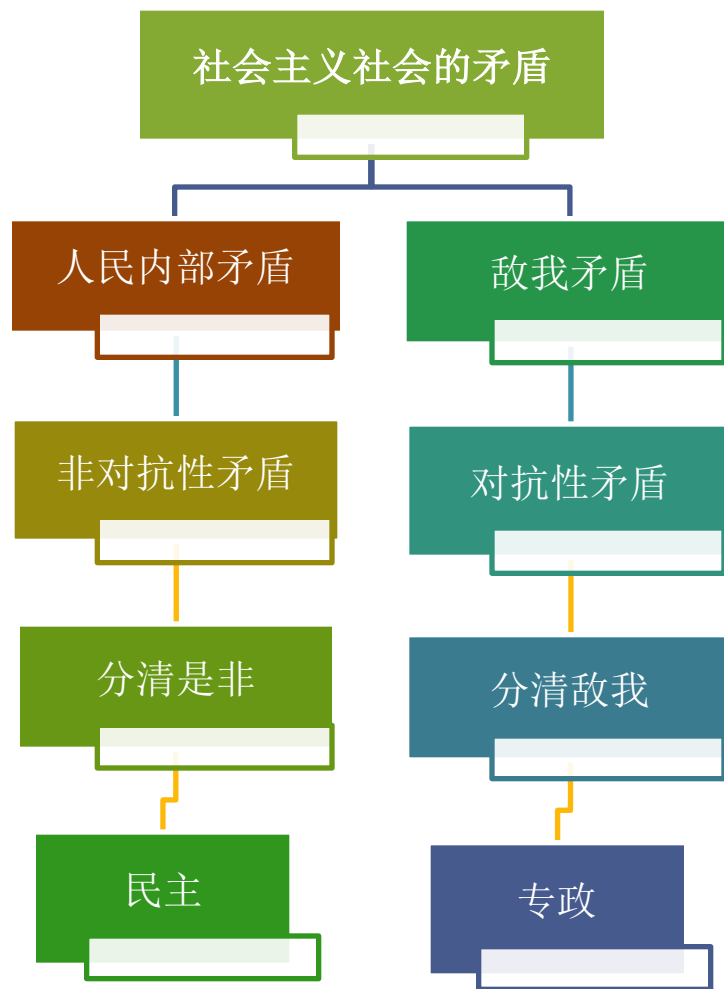 社会主义社会的矛盾
人民内部矛盾
敌我矛盾
非对抗性矛盾
对抗性矛盾
分清是非
分清敌我
民主
专政